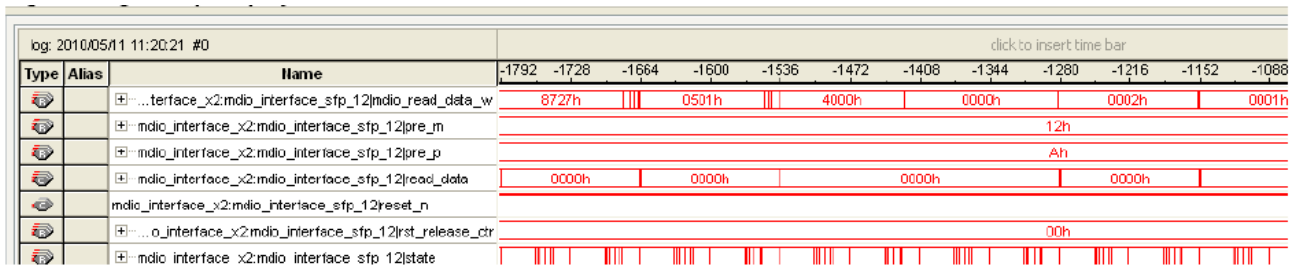 log: 2010/05/11 11:20:21 #0 click to insert time bar
Type Alias Name -1792 -1728 -1664 -1600 -1536 -1472 -1408 -1344 -1280 -1216 -1152 -1088
...terface_x2:mdio_interface_sfp_12|mdio_read_data_w 8727h 0501h 4000h 0000h 0002h 0001h
mdio_interface_x2:mdio_interface_sfp_12|pre_m 12h
mdio_interface_x2:mdio_interface_sfp_12|pre_p Ah
mdio_interface_x2:mdio_interface_sfp_12|read_data 0000h 0000h 0000h 0000h
mdio_interface_x2:mdio_interface_sfp_12|reset_n
...o_interface_x2:mdio_interface_sfp_12|rst_release_ctr 00h
mdio_interface_x2:mdio_interface_sfp_12|state